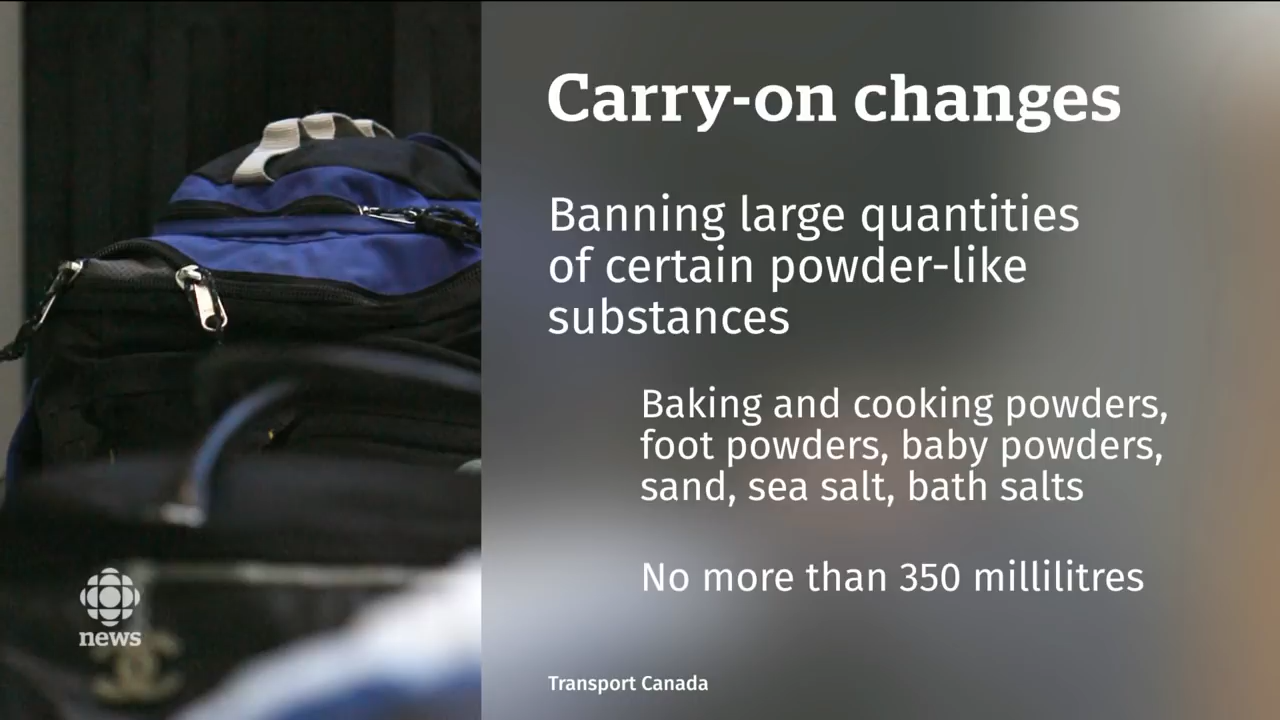 Carry-on changes
Banning large quantities
of certain powder-like
substances
Baking and cooking powders,
foot powders, baby powders,
sand, sea salt, bath salts
No more than 350 millilitres
news
Transport Canada